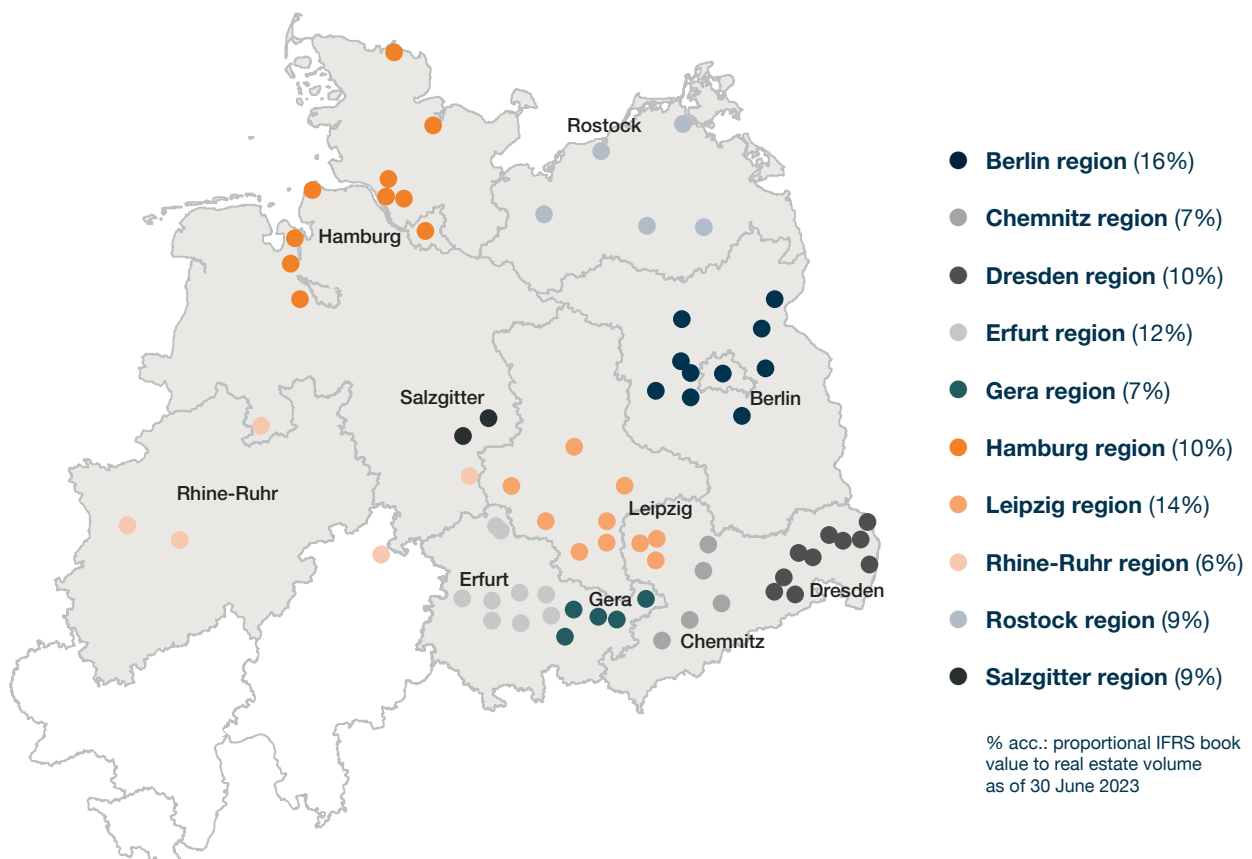 Rostock
Hamburg
Salzgitter
Berlin
Rhine-Ruhr
Leipzig
Erfurt
Gera
Dresden
Chemnitz
Berlin region (16%)
Chemnitz region (7%)
Dresden region (10%)
Erfurt region (12%)
Gera region (7%)
Hamburg region (10%)
Leipzig region (14%)
Rhine-Ruhr region (6%)
Rostock region (9%)
Salzgitter region (9%)
% acc.: proportional IFRS book
value to real estate volume
as of 30 June 2023